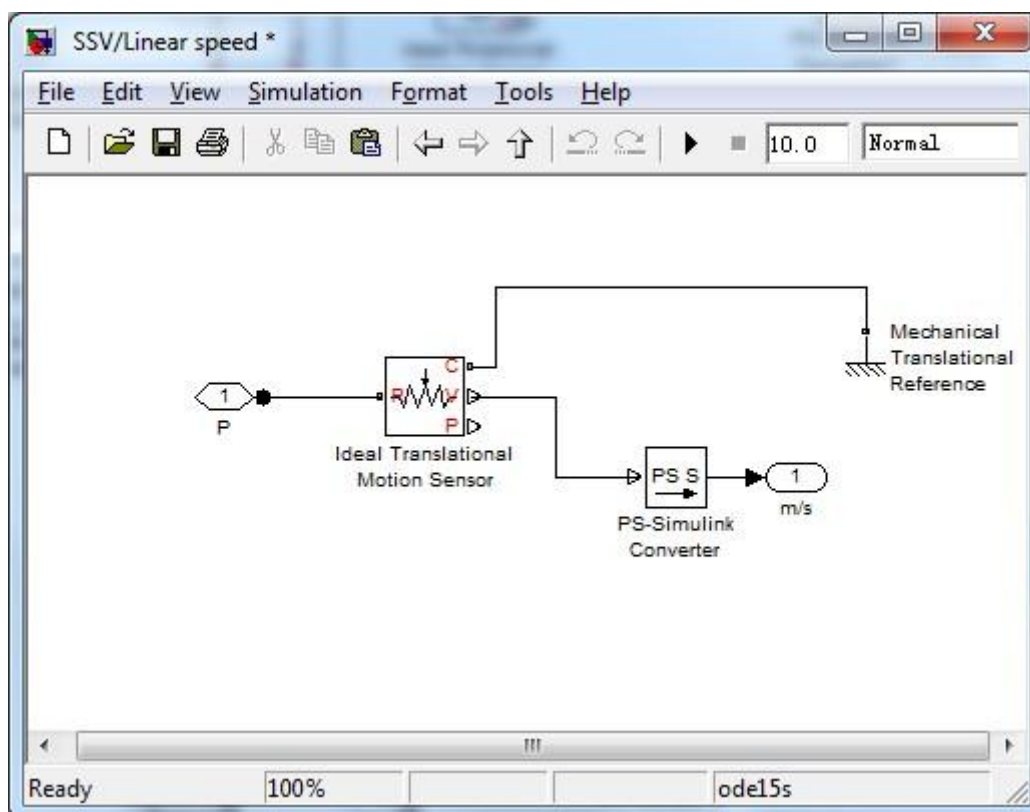 SSV/Linear speed *
File Edit View Simulation Format Tools Help
10.0 Normal
C
1
R
V
P
P
Ideal Translational
Motion Sensor
Mechanical
Translational
Reference
PS S
1
m/s
PS-Simulink
Converter
Ready 100% ode15s